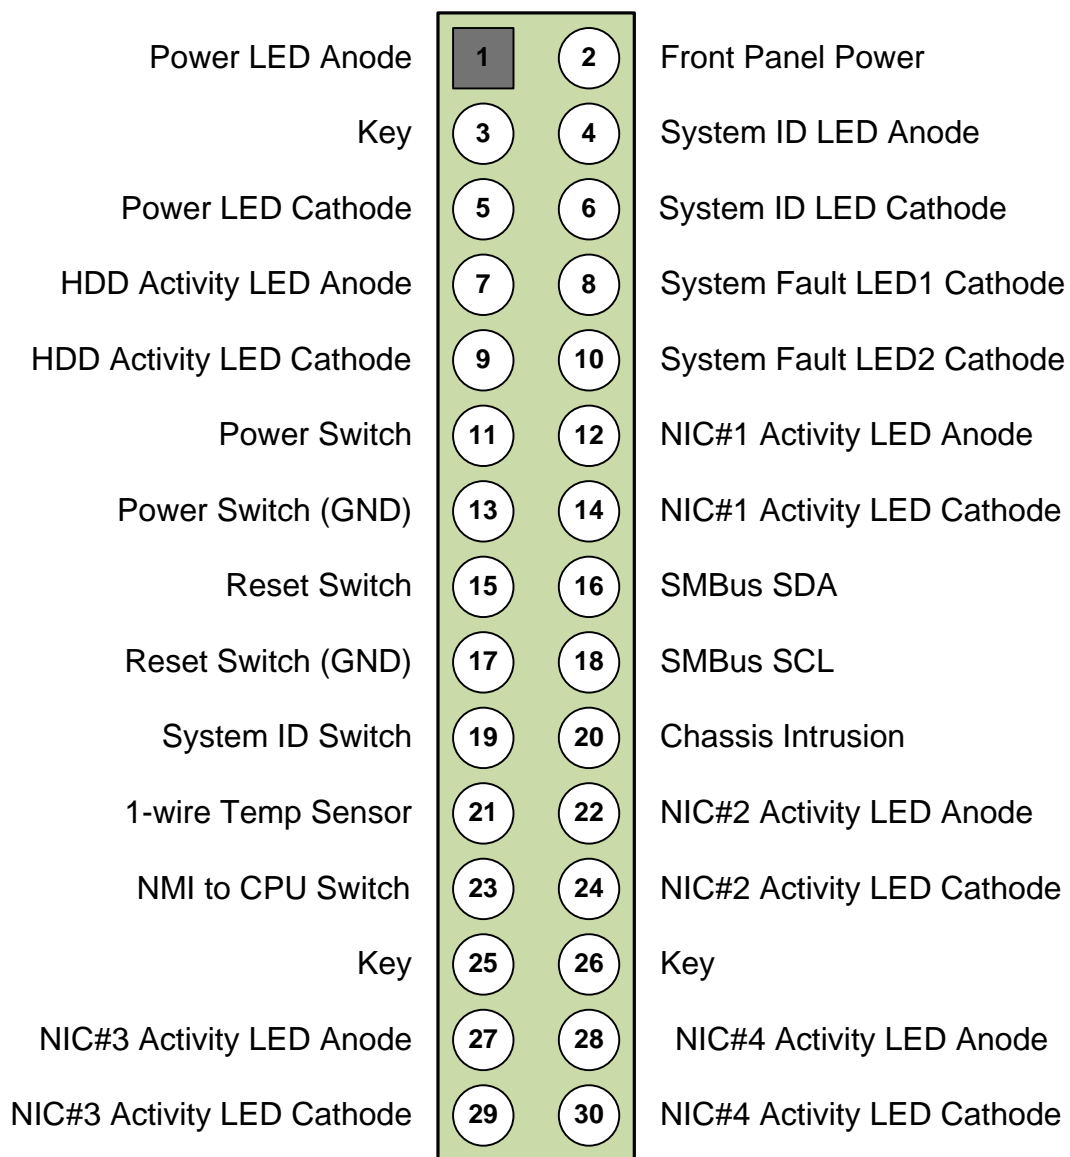 Power LED Anode 1 2 Front Panel Power
Key 3 4 System ID LED Anode
Power LED Cathode 5 6 System ID LED Cathode
HDD Activity LED Anode 7 8 System Fault LED1 Cathode
HDD Activity LED Cathode 9 10 System Fault LED2 Cathode
Power Switch 11 12 NIC#1 Activity LED Anode
Power Switch (GND) 13 14 NIC#1 Activity LED Cathode
Reset Switch 15 16 SMBus SDA
Reset Switch (GND) 17 18 SMBus SCL
System ID Switch 19 20 Chassis Intrusion
1-wire Temp Sensor 21 22 NIC#2 Activity LED Anode
NMI to CPU Switch 23 24 NIC#2 Activity LED Cathode
Key 25 26 Key
NIC#3 Activity LED Anode 27 28 NIC#4 Activity LED Anode
NIC#3 Activity LED Cathode 29 30 NIC#4 Activity LED Cathode